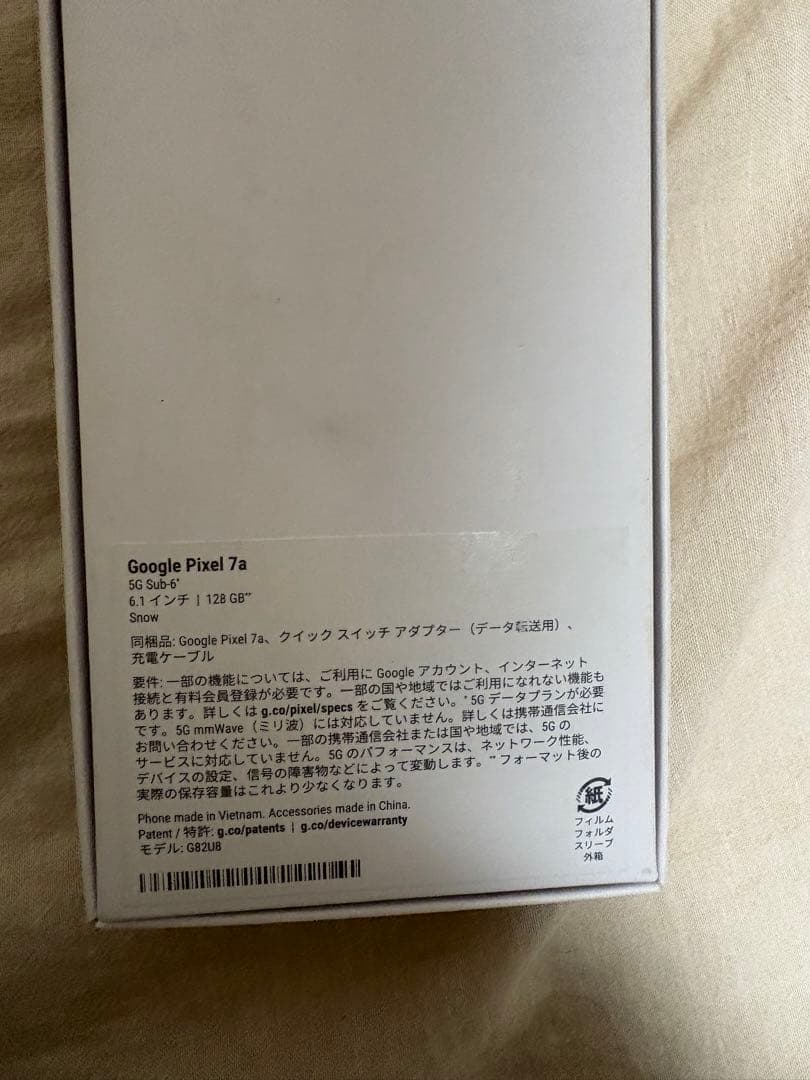 Google Pixel 7a
5G Sub-6*
6.1 インチ | 128 GB**
Snow
同梱品: Google Pixel 7a、クイック スイッチ アダプター（データ転送用）、
充電ケーブル
要件: 一部の機能については、ご利用に Google アカウント、インターネット
接続と有料会員登録が必要です。一部の国や地域ではご利用になれない機能も
あります。詳しくは g.co/pixel/specs をご覧ください。* 5G データプランが必要
です。5G mmWave（ミリ波）には対応していません。詳しくは携帯通信会社に
お問い合わせください。一部の携帯通信会社または国や地域では、5G の
サービスに対応していません。5G のパフォーマンスは、ネットワーク性能、
デバイスの設定、信号の障害物などによって変動します。** フォーマット後の
実際の保存容量はこれより少なくなります。
Phone made in Vietnam. Accessories made in China.
Patent / 特許: g.co/patents | g.co/devicewarranty
モデル: G82U8
紙
フィルム
フォルダ
スリーブ
外箱